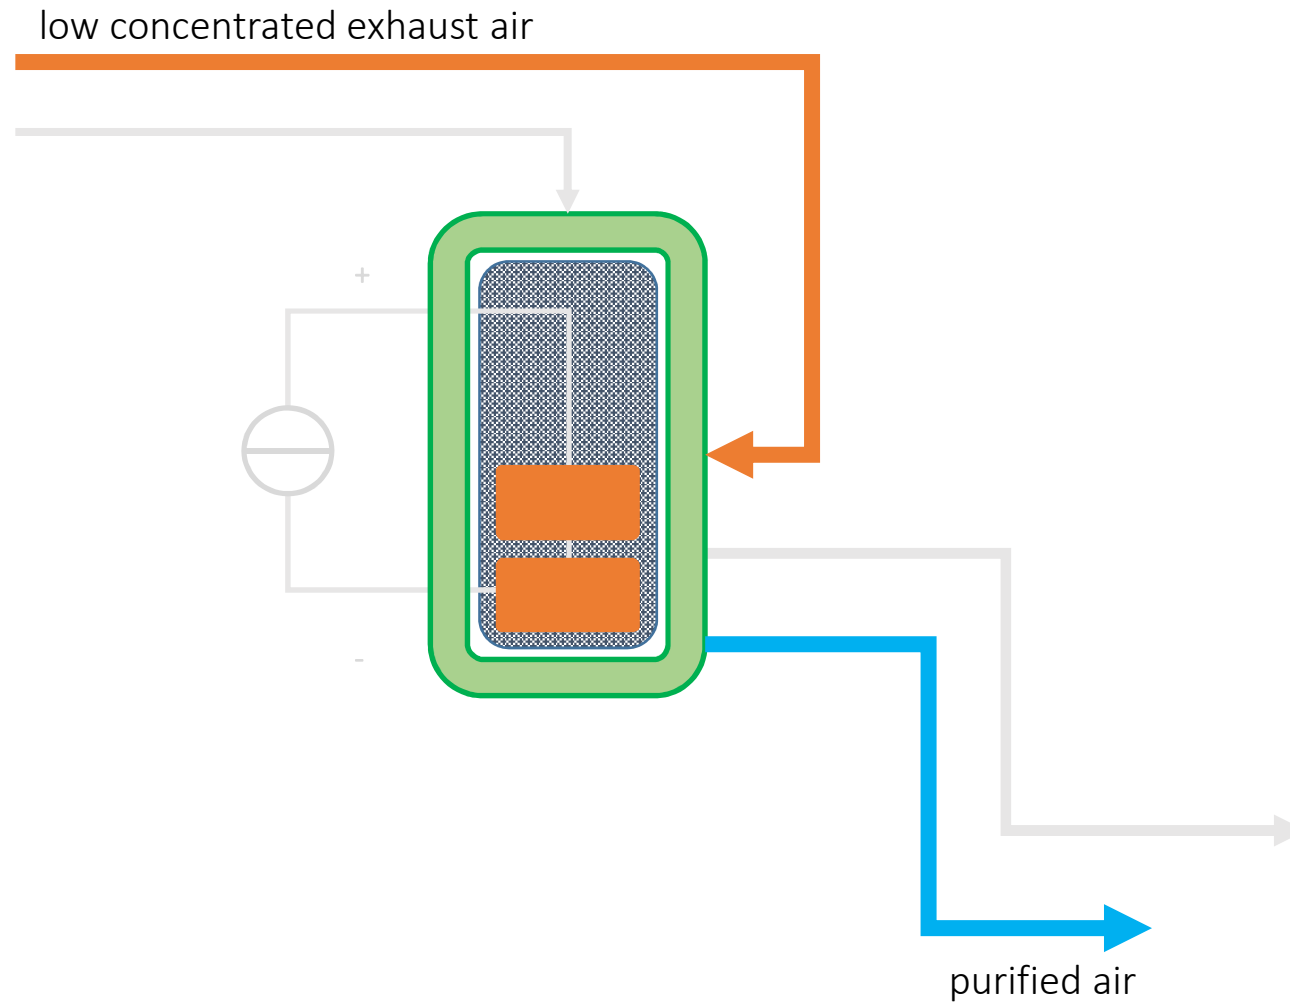 low concentrated exhaust air
+
-
purified air